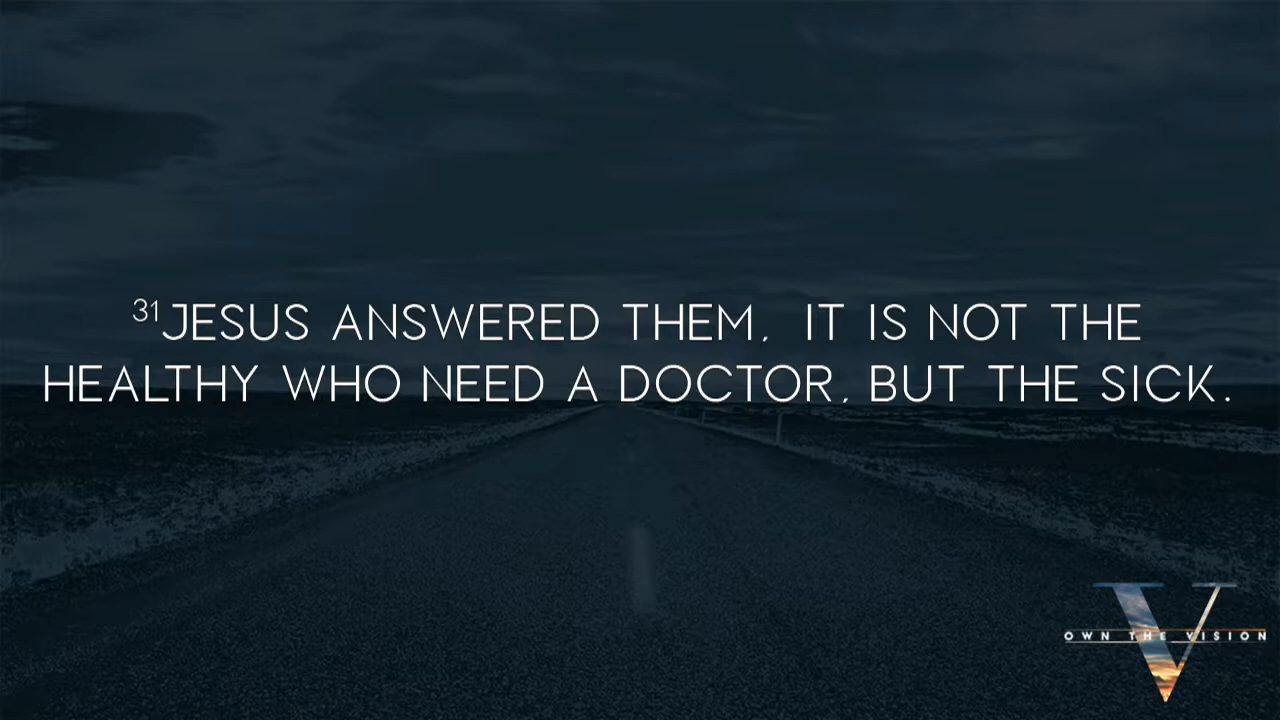 ³¹JESUS ANSWERED THEM, IT IS NOT THE
HEALTHY WHO NEED A DOCTOR, BUT THE SICK.
V
OWN THE VISION